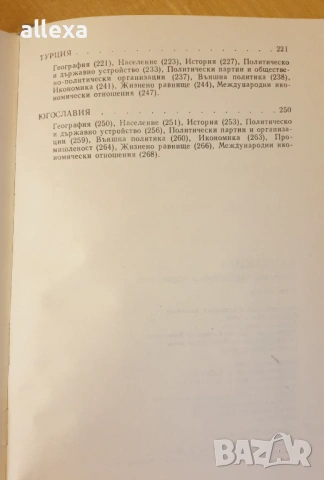 allexa
ТУРЦИЯ . . . . . . . . . . . . . . . . 221
География (221), Население (223), История (227), Политическо
и държавно устройство (233), Политически партии и обществе-
но-политически организации (237), Външна политика (238),
Икономика (241), Жизнено равнище (244), Международни ико-
номически отношения (247).
ЮГОСЛАВИЯ . . . . . . . . . . . . . . . 250
География (250), Население (251), История (253), Политическо
и държавно устройство (256), Политически партии и организа-
ции (259), Външна политика (260), Икономика (263), Про-
мишленост (264), Жизнено равнище (266), Международни ико-
номически отношения (268).
BAZAR